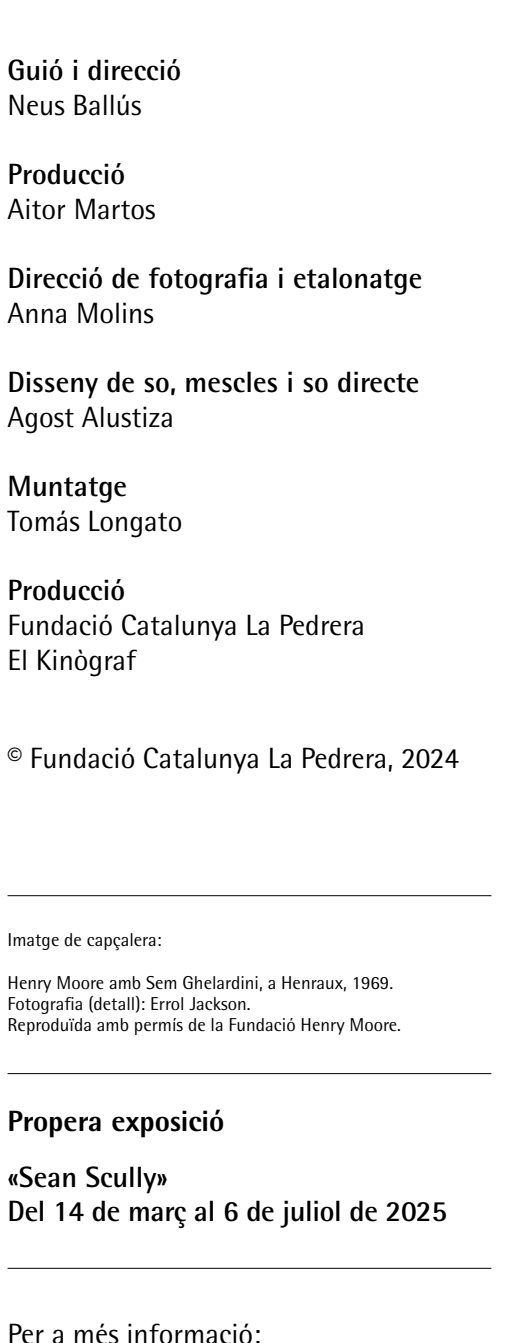 Guió i direcció
Neus Ballús
Producció
Aitor Martos
Direcció de fotografia i etalonatge
Anna Molins
Disseny de so, mescles i so directe
Agost Alustiza
Muntatge
Tomás Longato
Producció
Fundació Catalunya La Pedrera
El Kinògraf
© Fundació Catalunya La Pedrera, 2024
Imatge de capçalera:
Henry Moore amb Sem Ghelardini, a Henraux, 1969.
Fotografia (detall): Errol Jackson.
Reproduïda amb permís de la Fundació Henry Moore.
Propera exposició
«Sean Scully»
Del 14 de març al 6 de juliol de 2025
Per a més informació: